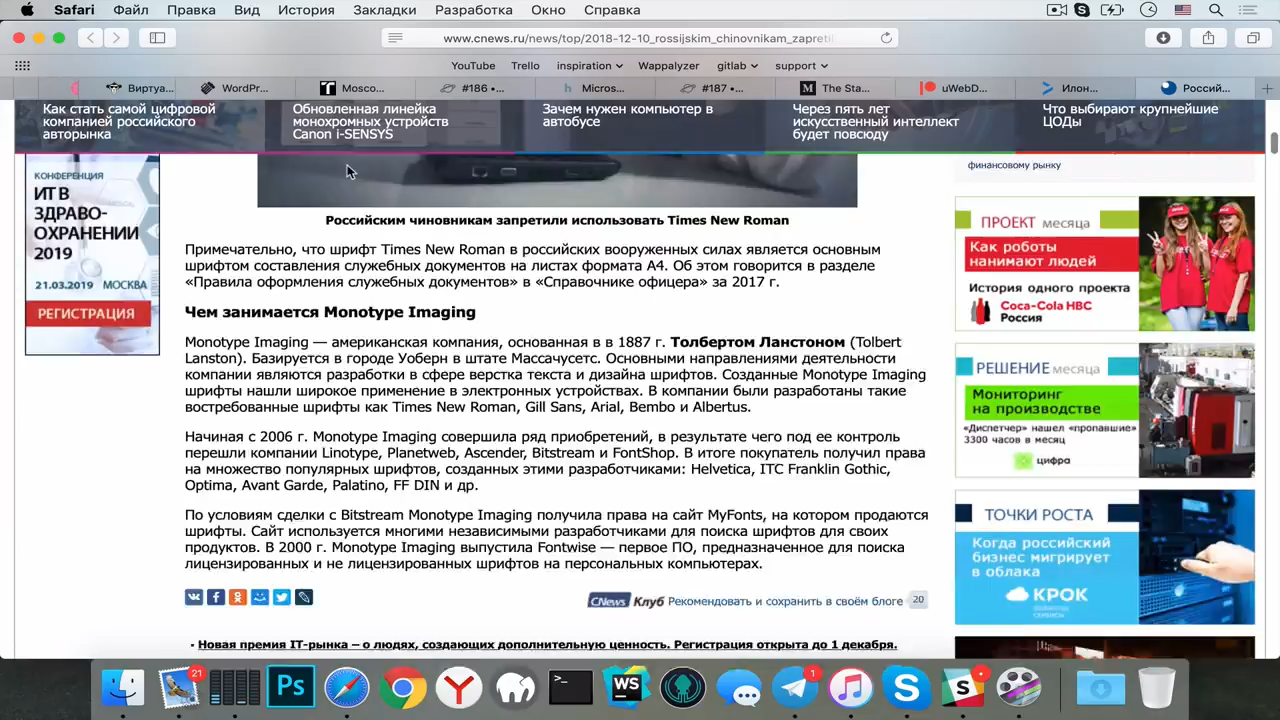 Safari Файл Правка Вид История Закладки Разработка Окно Справка
www.cnews.ru/news/top/2018-12-10_rossijskim_chinovnikam_zapreti
YouTube Trello inspiration Wappalyzer gitlab support
Виртуа... WordPr... Mosco... #186 •... Micros... #187 •... The Sta... uWebD... Илон... Россий...
Как стать самой цифровой компанией российского авторынка
Обновленная линейка монохромных устройств Canon i-SENSYS
Зачем нужен компьютер в автобусе
Через пять лет искусственный интеллект будет повсюду
Что выбирают крупнейшие ЦОДы
финансовому рынку
КОНФЕРЕНЦИЯ
ИТ В
ЗДРАВО-
ОХРАНЕНИИ
2019
21.03.2019 МОСКВА
РЕГИСТРАЦИЯ
Российским чиновникам запретили использовать Times New Roman
Примечательно, что шрифт Times New Roman в российских вооруженных силах является основным
шрифтом составления служебных документов на листах формата А4. Об этом говорится в разделе
«Правила оформления служебных документов» в «Справочнике офицера» за 2017 г.
Чем занимается Monotype Imaging
Monotype Imaging — американская компания, основанная в в 1887 г. Толбертом Ланстоном (Tolbert
Lanston). Базируется в городе Уоберн в штате Массачусетс. Основными направлениями деятельности
компании являются разработки в сфере верстка текста и дизайна шрифтов. Созданные Monotype Imaging
шрифты нашли широкое применение в электронных устройствах. В компании были разработаны такие
востребованные шрифты как Times New Roman, Gill Sans, Arial, Bembo и Albertus.
Начиная с 2006 г. Monotype Imaging совершила ряд приобретений, в результате чего под ее контроль
перешли компании Linotype, Planetweb, Ascender, Bitstream и FontShop. В итоге покупатель получил права
на множество популярных шрифтов, созданных этими разработчиками: Helvetica, ITC Franklin Gothic,
Optima, Avant Garde, Palatino, FF DIN и др.
По условиям сделки с Bitstream Monotype Imaging получила права на сайт MyFonts, на котором продаются
шрифты. Сайт используется многими независимыми разработчиками для поиска шрифтов для своих
продуктов. В 2000 г. Monotype Imaging выпустила Fontwise — первое ПО, предназначенное для поиска
лицензированных и не лицензированных шрифтов на персональных компьютерах.
CNews Клуб Рекомендовать и сохранить в своём блоге 20
- Новая премия IT-рынка – о людях, создающих дополнительную ценность. Регистрация открыта до 1 декабря.
ПРОЕКТ месяца
Как роботы
нанимают людей
История одного проекта
Coca-Cola HBC
Россия
РЕШЕНИЕ месяца
Мониторинг
на производстве
«Диспетчер» нашел «пропавшие»
3300 часов в месяц
цифра
ТОЧКИ РОСТА
Когда российский
бизнес мигрирует
в облака
КРОК
21
Ps
WS
1